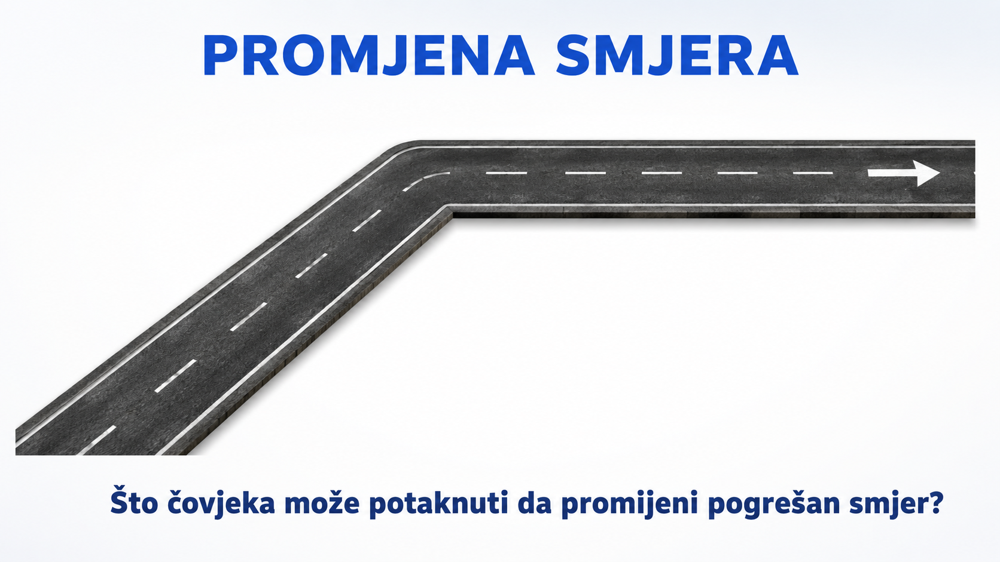 PROMJENA SMJERA
Što čovjeka može potaknuti da promijeni pogrešan smjer?